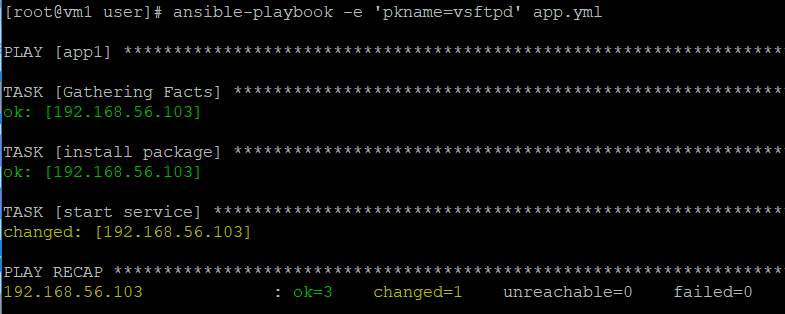 [root@vm1 user]# ansible-playbook -e 'pkname=vsftpd' app.yml
PLAY [app1] ******************************************************************
TASK [Gathering Facts] *******************************************************
ok: [192.168.56.103]
TASK [install package] *******************************************************
ok: [192.168.56.103]
TASK [start service] *********************************************************
changed: [192.168.56.103]
PLAY RECAP *******************************************************************
192.168.56.103             : ok=3    changed=1    unreachable=0    failed=0